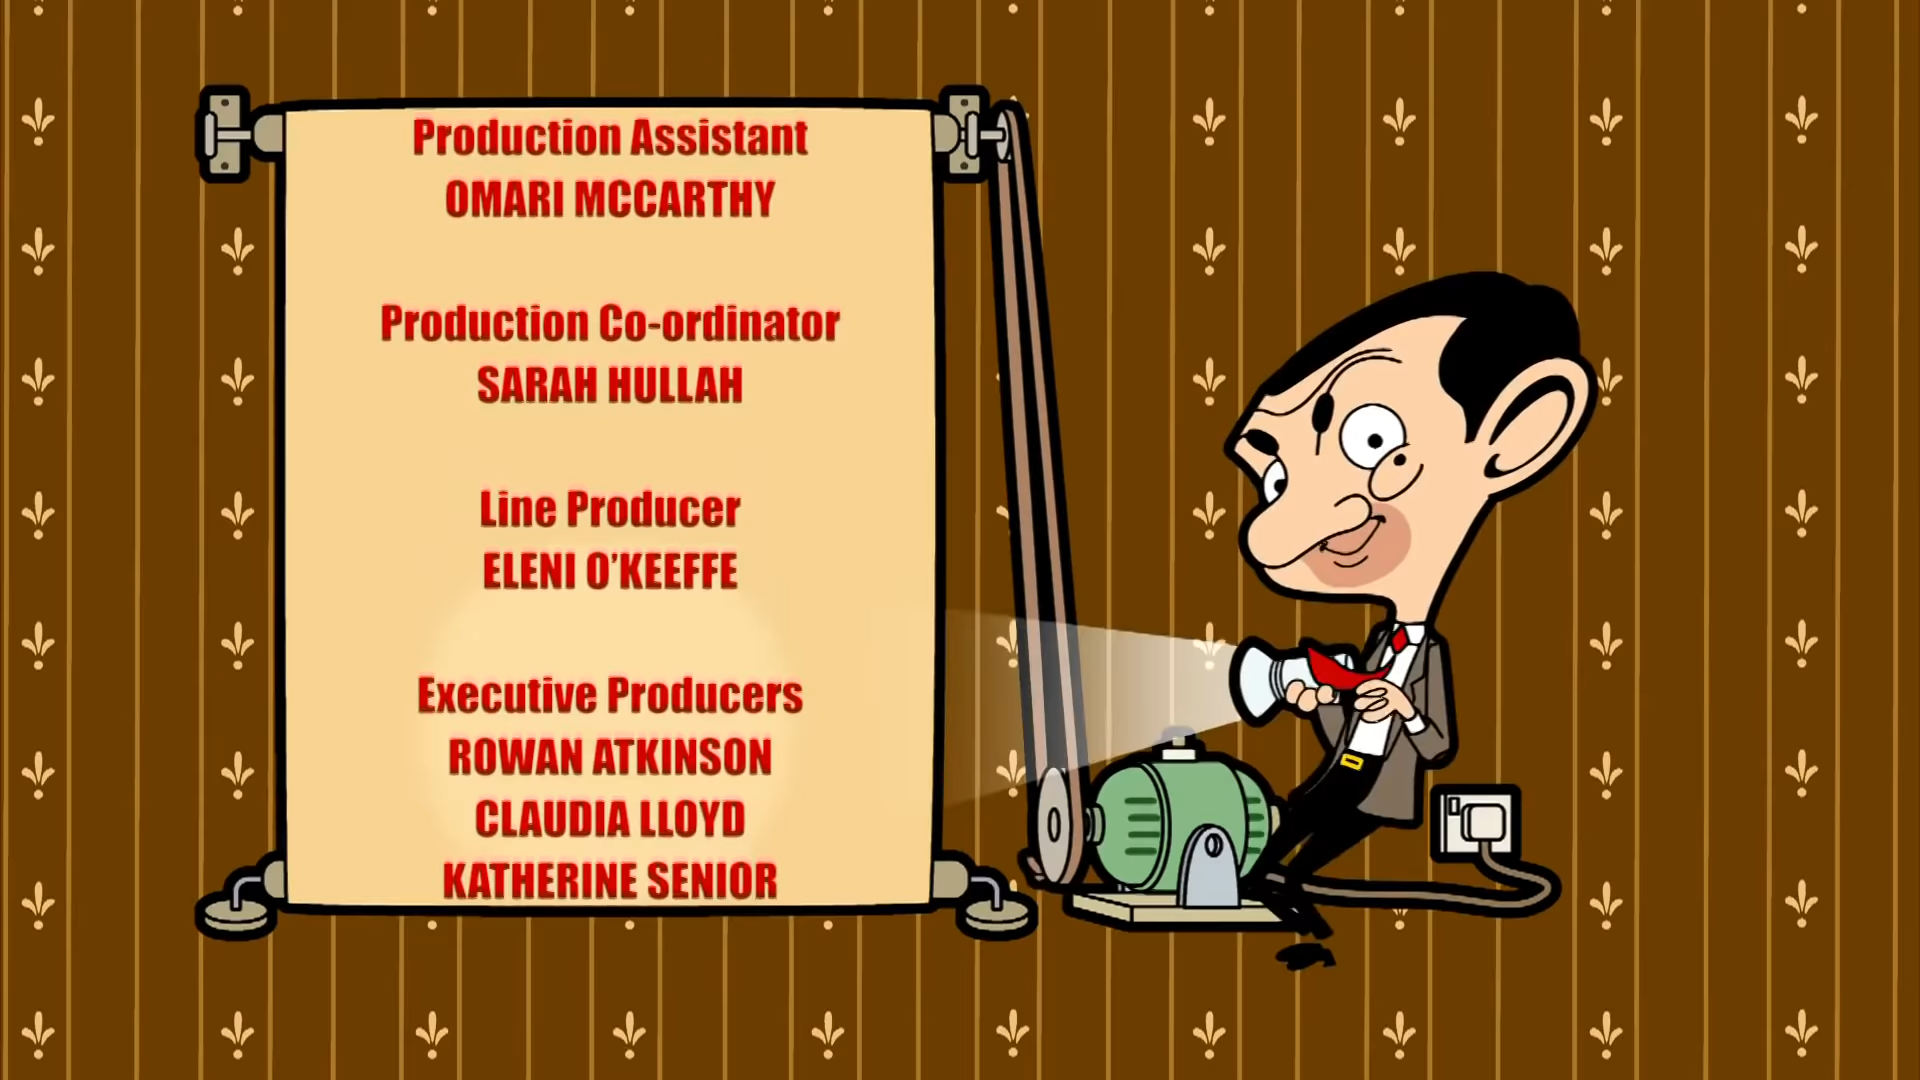 Production Assistant
OMARI MCCARTHY
Production Co-ordinator
SARAH HULLAH
Line Producer
ELENI O’KEEFFE
Executive Producers
ROWAN ATKINSON
CLAUDIA LLOYD
KATHERINE SENIOR